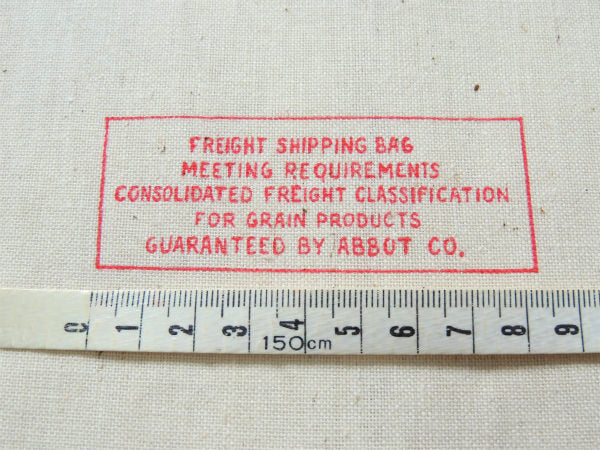 FREIGHT SHIPPING BAG
MEETING REQUIREMENTS
CONSOLIDATED FREIGHT CLASSIFICATION
FOR GRAIN PRODUCTS
GUARANTEED BY ABBOT CO.
0 1 2 3 4 5 6 7 8 9
150cm